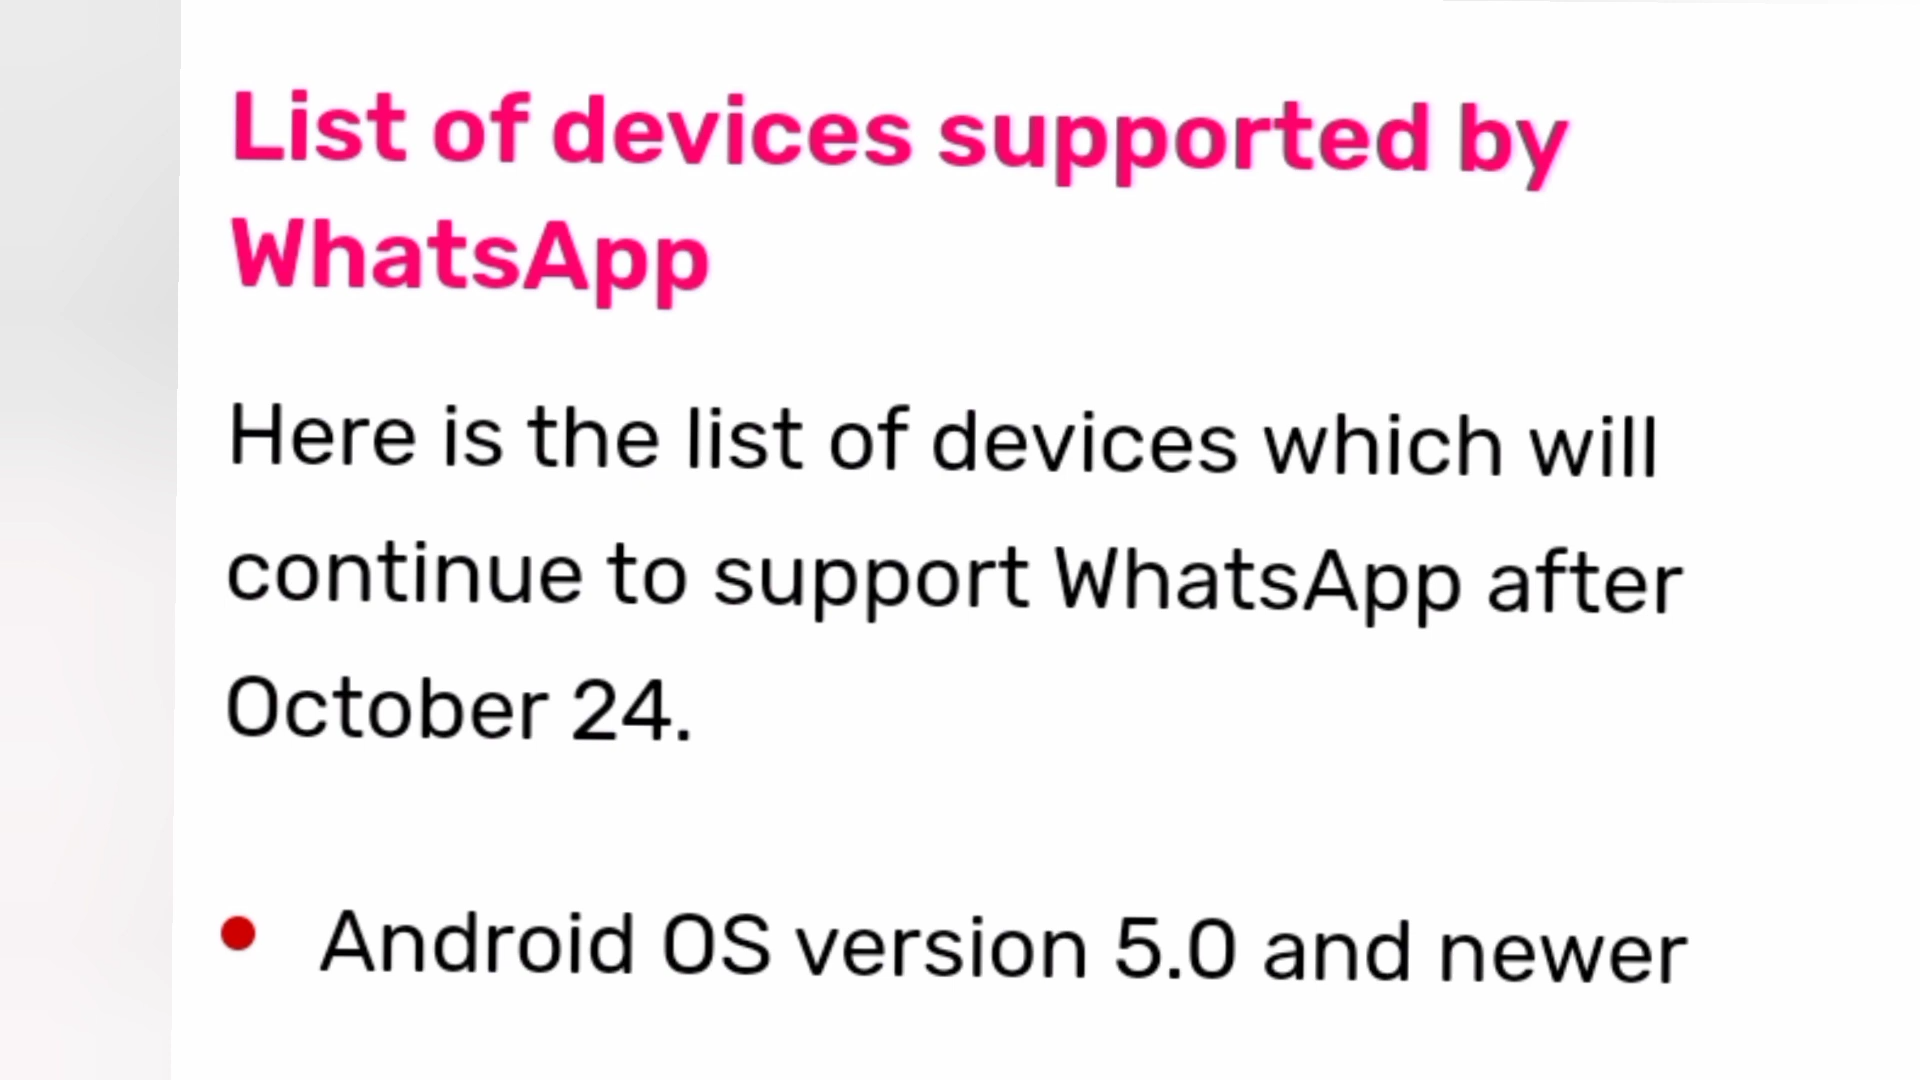 List of devices supported by
WhatsApp
Here is the list of devices which will
continue to support WhatsApp after
October 24.
• Android OS version 5.0 and newer